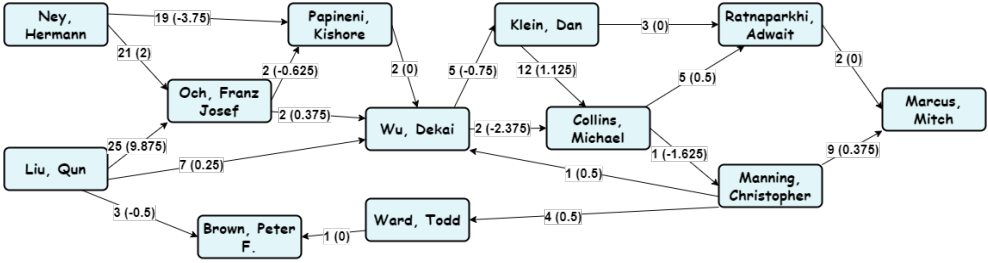 Ney,
Hermann
19 (-3.75)
Papineni,
Kishore
Klein, Dan
3 (0)
Ratnaparkhi,
Adwait
21 (2)
2 (-0.625)
2 (0)
5 (-0.75)
12 (1.125)
5 (0.5)
2 (0)
Och, Franz
Josef
2 (0.375)
Wu, Dekai
2 (-2.375)
Collins,
Michael
Marcus,
Mitch
25 (9.875)
7 (0.25)
1 (0.5)
1 (-1.625)
9 (0.375)
Liu, Qun
Manning,
Christopher
3 (-0.5)
Brown, Peter
F.
1 (0)
Ward, Todd
4 (0.5)